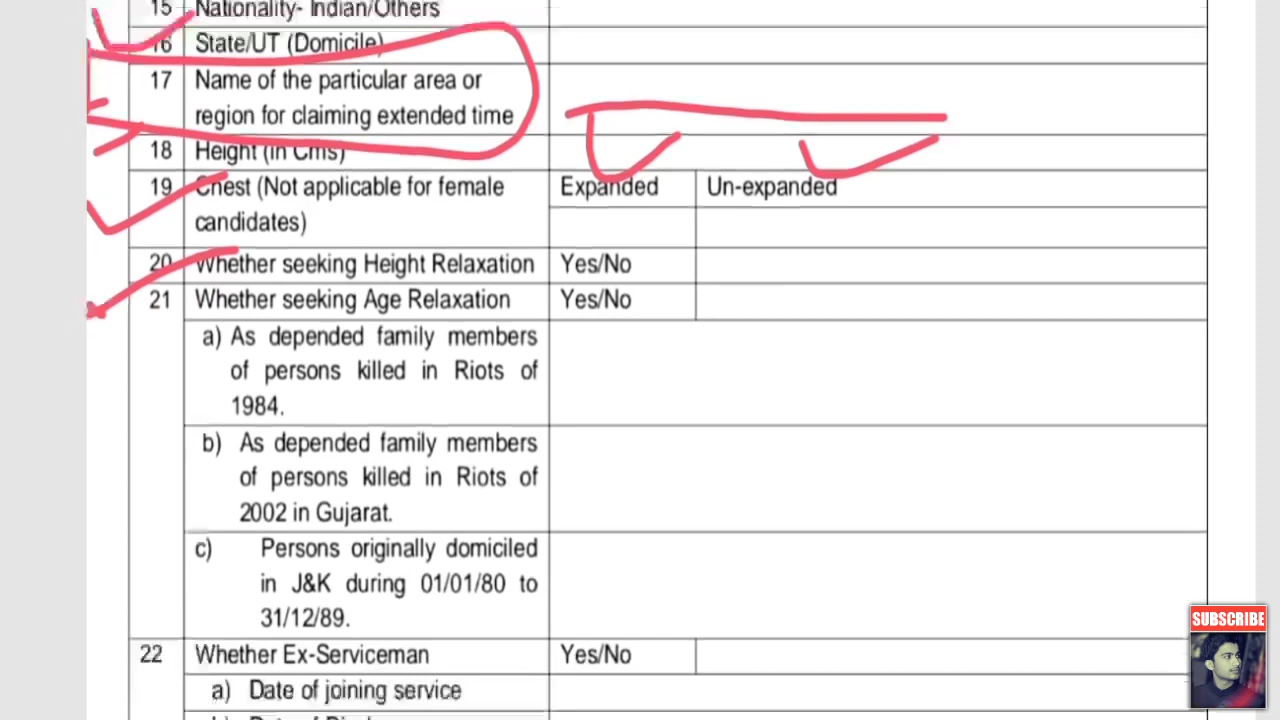 15 Nationality- Indian/Others
16 State/UT (Domicile)
17 Name of the particular area or
region for claiming extended time
18 Height (in Cms)
19 Chest (Not applicable for female Expanded Un-expanded
candidates)
20 Whether seeking Height Relaxation Yes/No
21 Whether seeking Age Relaxation Yes/No
a) As depended family members
of persons killed in Riots of
1984.
b) As depended family members
of persons killed in Riots of
2002 in Gujarat.
c) Persons originally domiciled
in J&K during 01/01/80 to
31/12/89.
22 Whether Ex-Serviceman Yes/No
a) Date of joining service
SUBSCRIBE